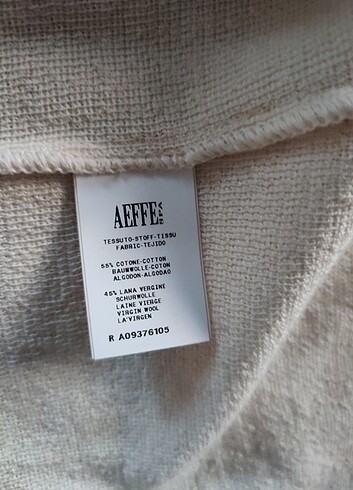 AEFFE SPA
TESSUTO-STOFF-TISSU
FABRIC-TEJIDO
55% COTONE-COTTON
BAUMWOLLE-COTON
ALGODON-ALGODAO
45% LANA VERGINE
SCHURWOLLE
LAINE VIERGE
VIRGIN WOOL
LA'VIRGEN
R A09376105